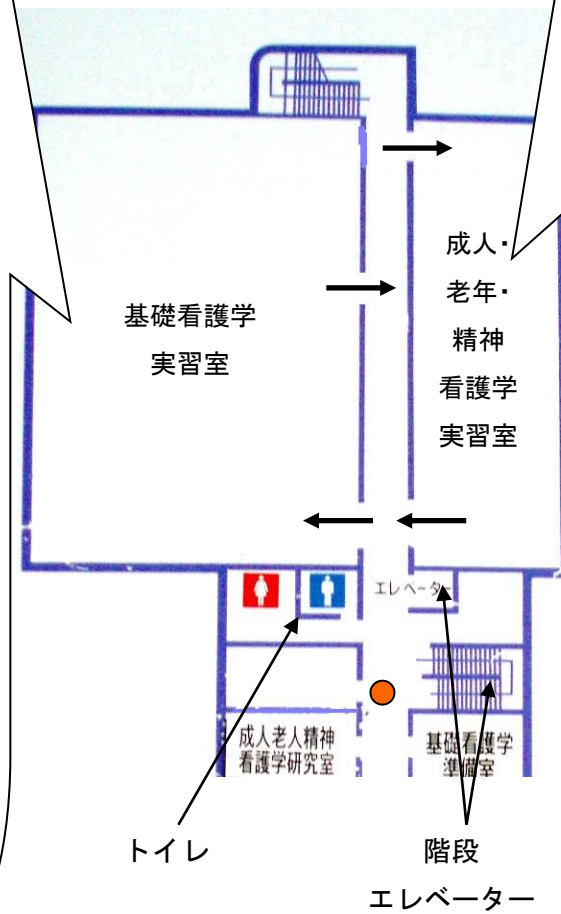 基礎看護学
実習室
成人・
老年・
精神
看護学
実習室
エレベーター
成人老人精神
看護学研究室
基礎看護学
準備室
トイレ
階段
エレベーター